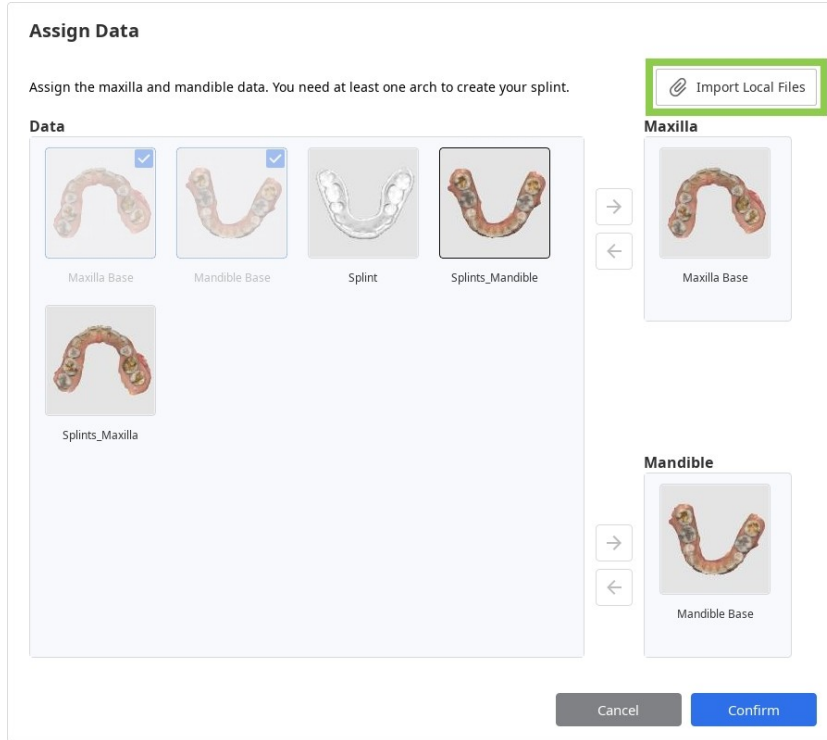 Assign Data
Assign the maxilla and mandible data. You need at least one arch to create your splint.
Import Local Files
Data
Maxilla
Maxilla Base
Mandible Base
Splint
Splints_Mandible
Maxilla Base
Splints_Maxilla
Mandible
Mandible Base
Cancel
Confirm